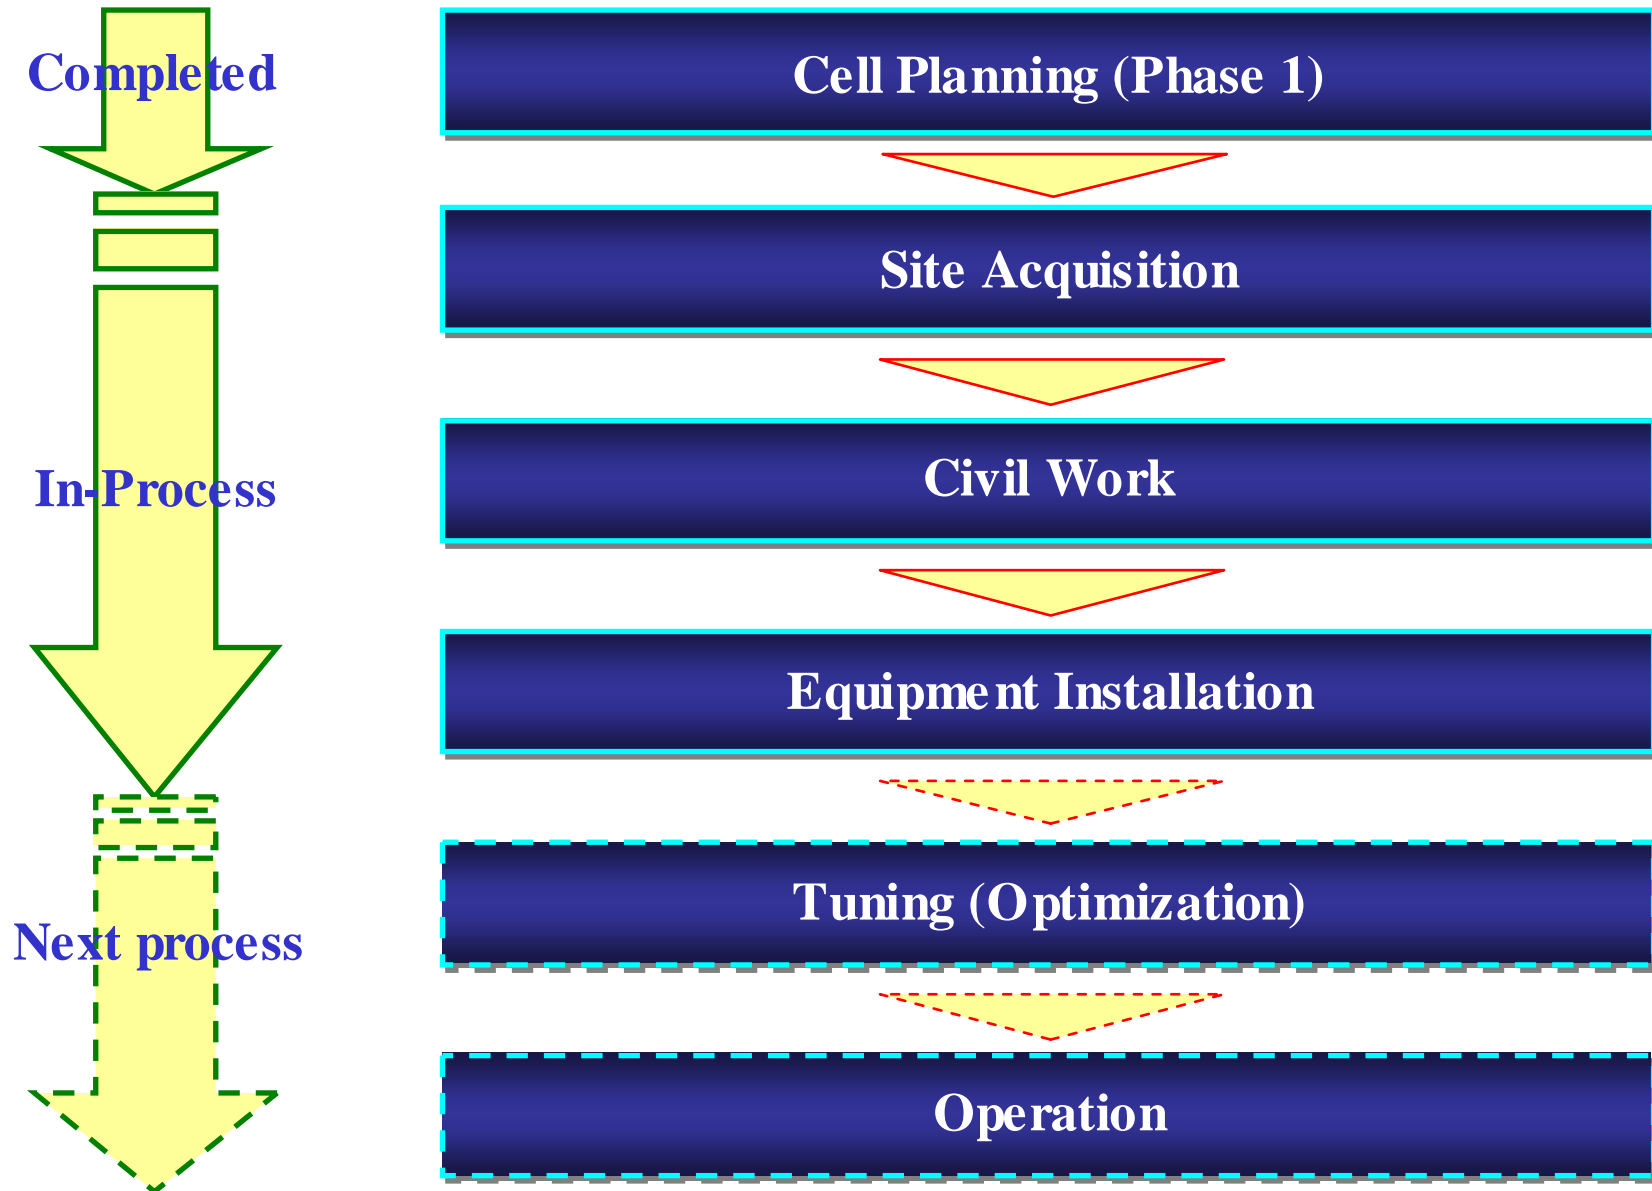 Completed
Cell Planning (Phase 1)
Site Acquisition
Civil Work
In-Process
Equipment Installation
Tuning (Optimization)
Next process
Operation